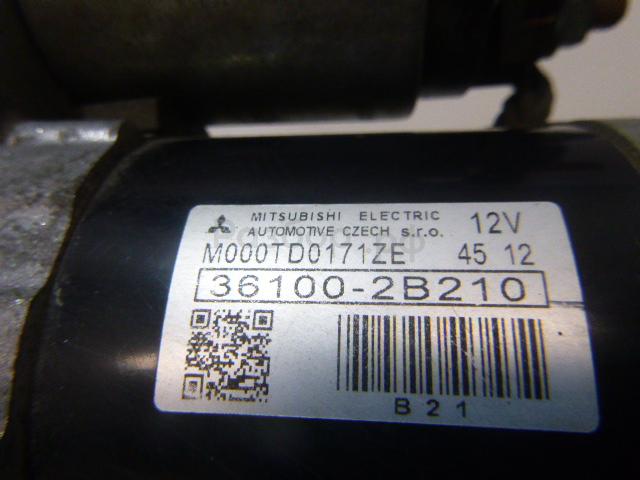 MITSUBISHI ELECTRIC
AUTOMOTIVE CZECH s.r.o. 12V
M000TD0171ZE 45 12
36100-2B210
B21